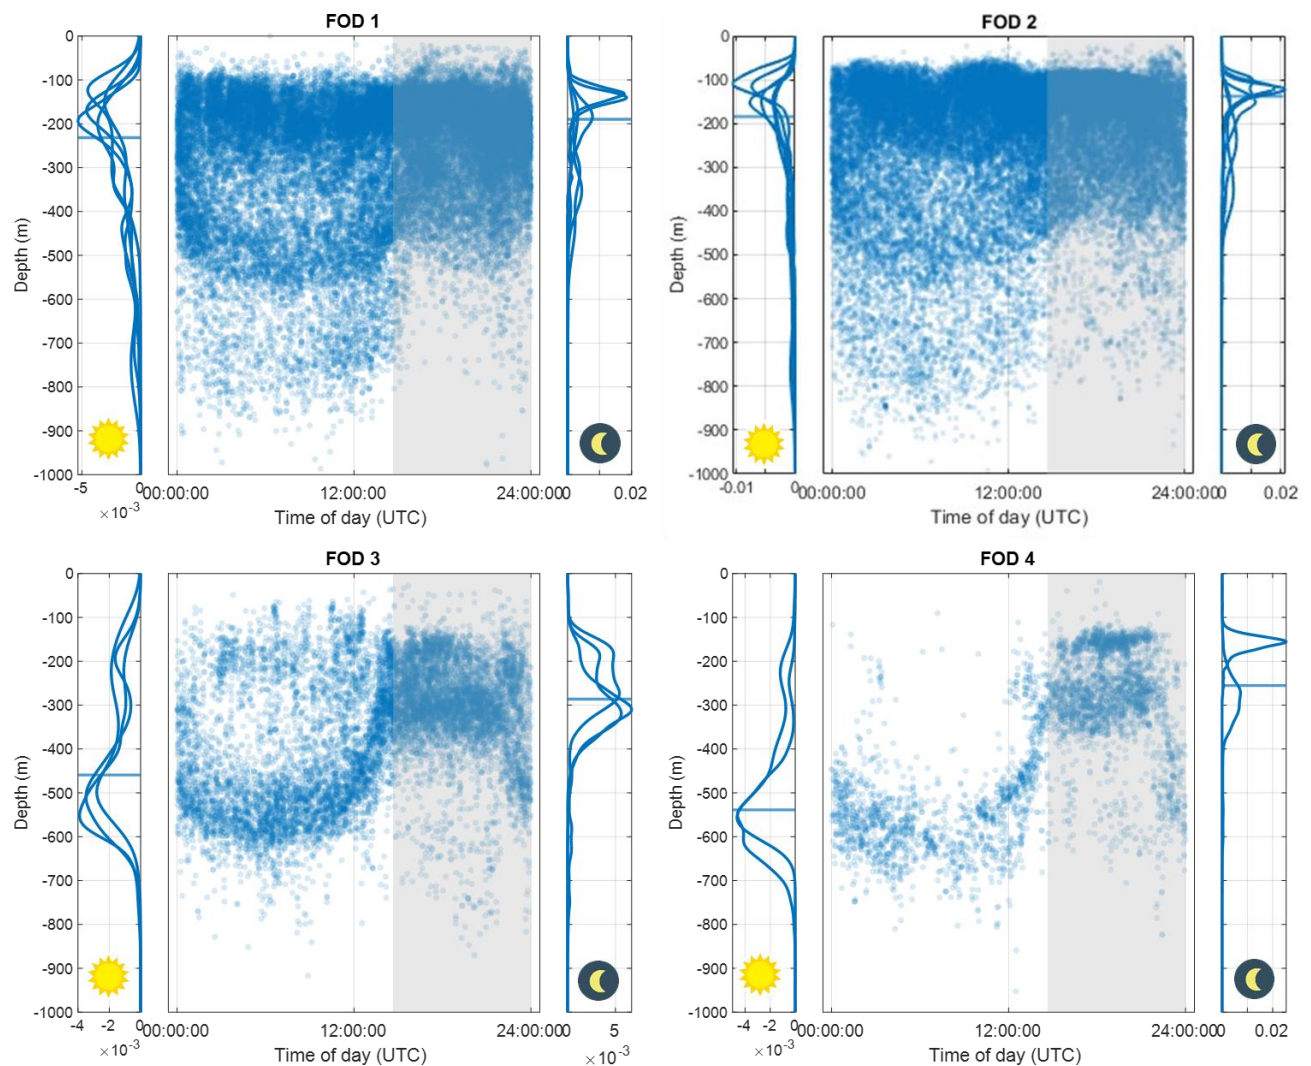 FOD 1
0
-100
-200
-300
-400
-500
-600
-700
-800
-900
-1000
Depth (m)
-5 0 00:00:00 12:00:00 24:00:00 0 0.02
×10⁻³
Time of day (UTC)
FOD 2
0
-100
-200
-300
-400
-500
-600
-700
-800
-900
-1000
Depth (m)
-0.01 0 00:00:00 12:00:00 24:00:00 0 0.02
Time of day (UTC)
FOD 3
0
-100
-200
-300
-400
-500
-600
-700
-800
-900
-1000
Depth (m)
-4 -2 0 00:00:00 12:00:00 24:00:00 0 5
×10⁻³ ×10⁻³
Time of day (UTC)
FOD 4
0
-100
-200
-300
-400
-500
-600
-700
-800
-900
-1000
Depth (m)
-4 -2 0 00:00:00 12:00:00 24:00:00 0 0.02
×10⁻³
Time of day (UTC)